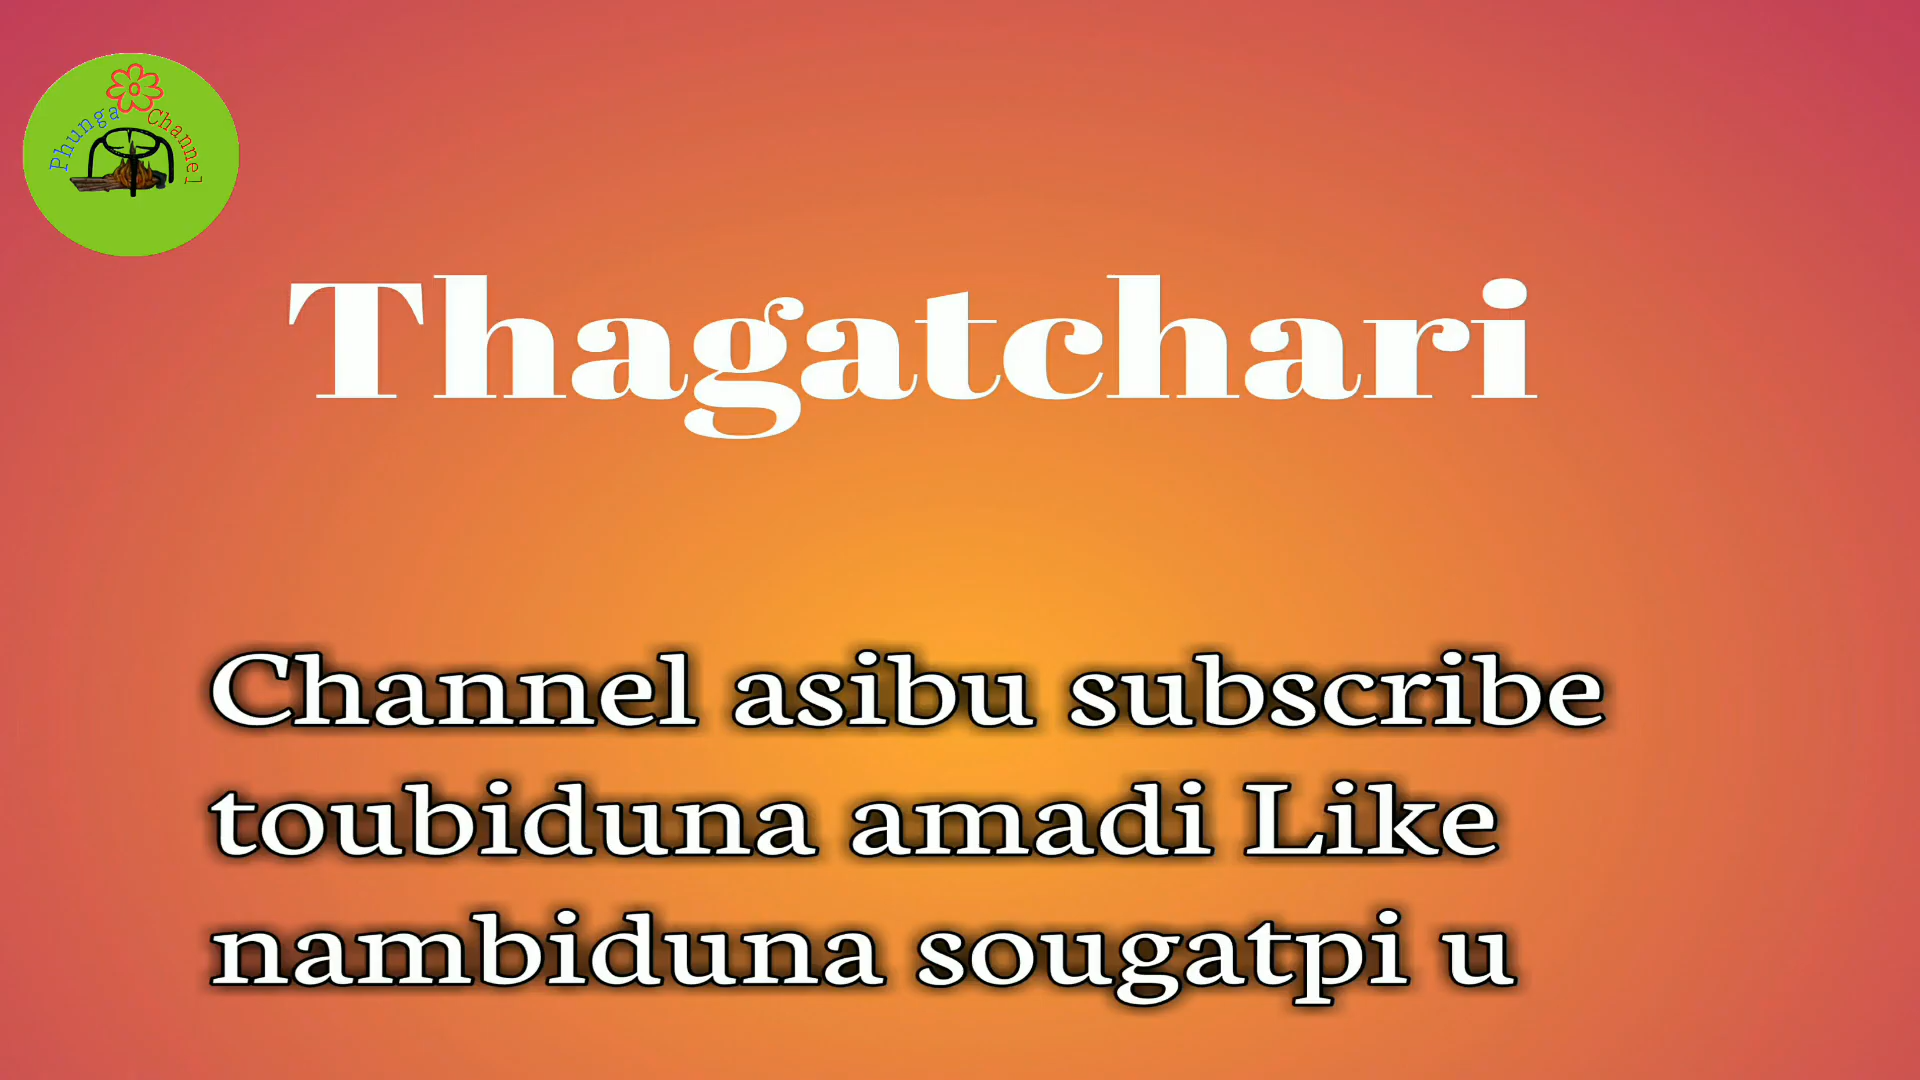 Phunga Channel
Thagatchari
Channel asibu subscribe
toubiduna amadi Like
nambiduna sougatpi u